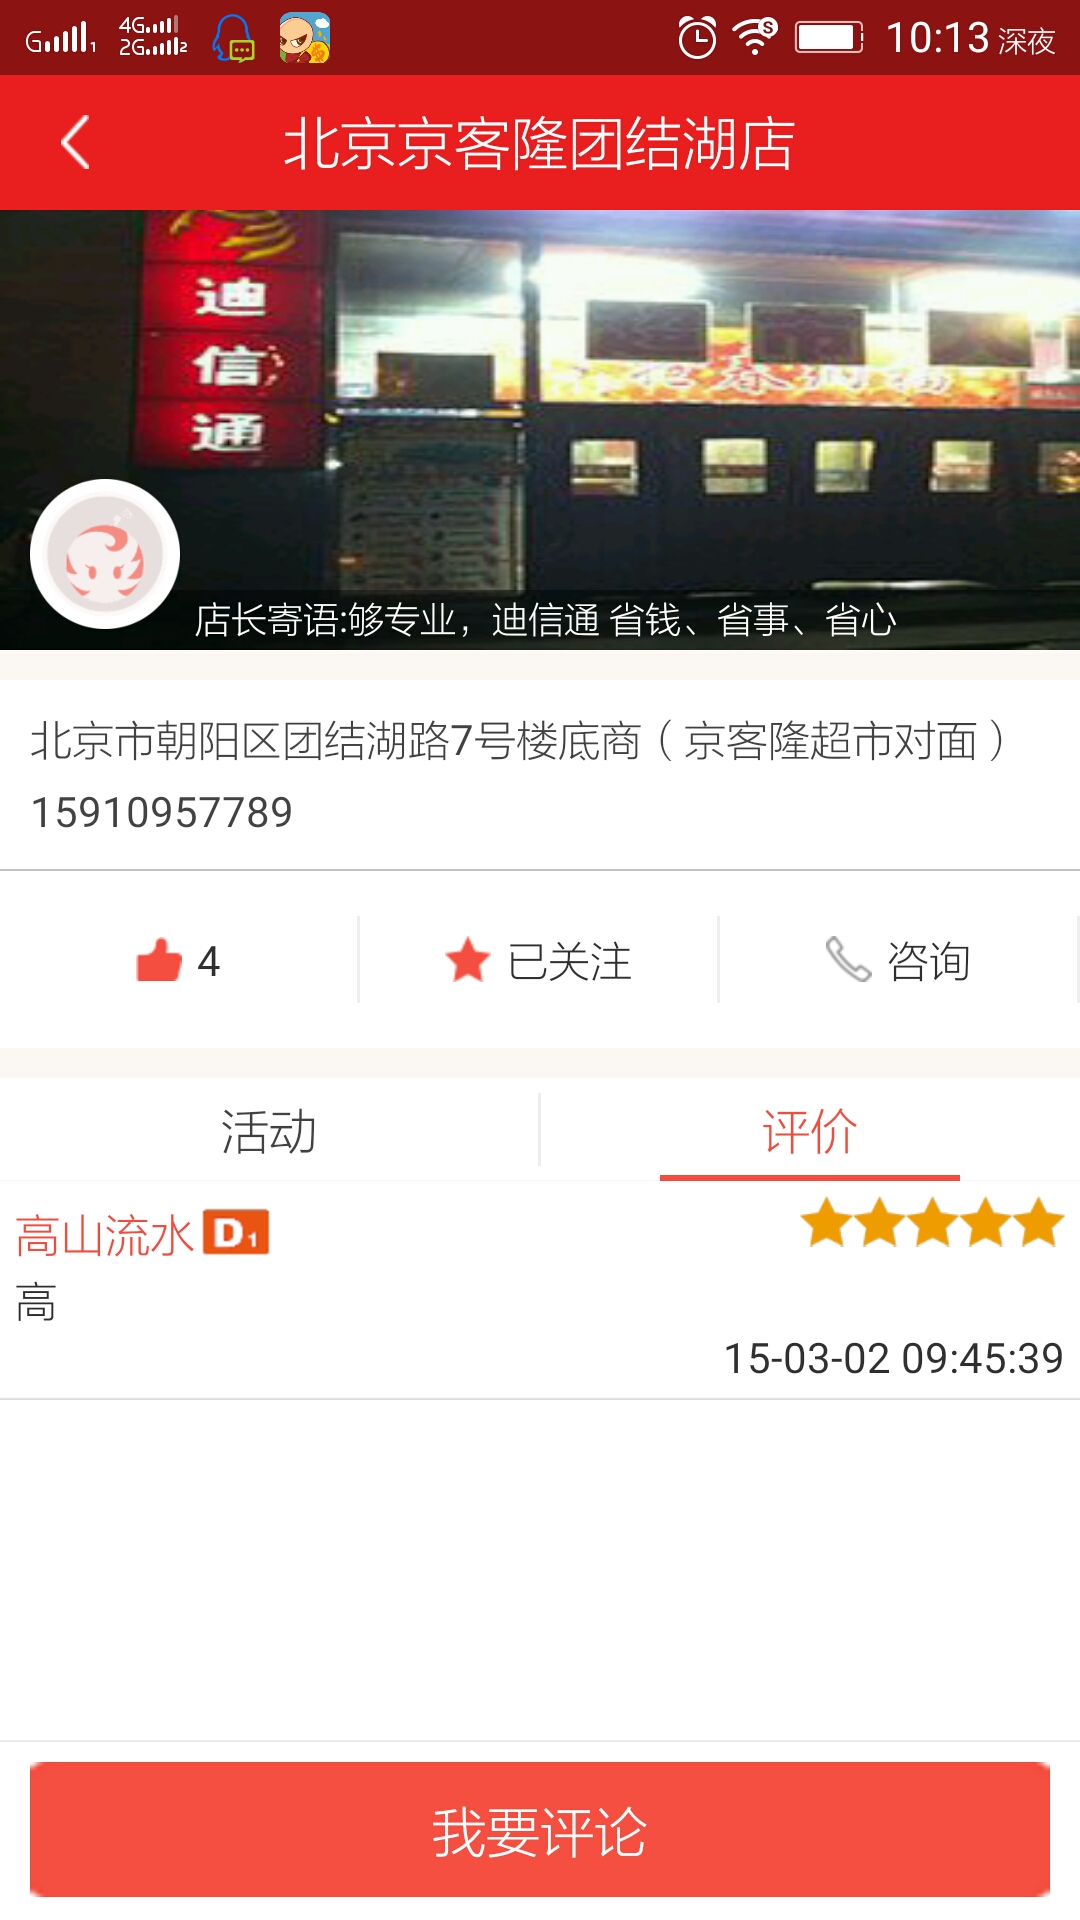 G 1 4G 2G 2 10:13 深夜
北京京客隆团结湖店
迪
信
通
店长寄语:够专业，迪信通 省钱、省事、省心
北京市朝阳区团结湖路7号楼底商（京客隆超市对面）
15910957789
4 已关注 咨询
活动 评价
高山流水 D1
高
15-03-02 09:45:39
我要评论